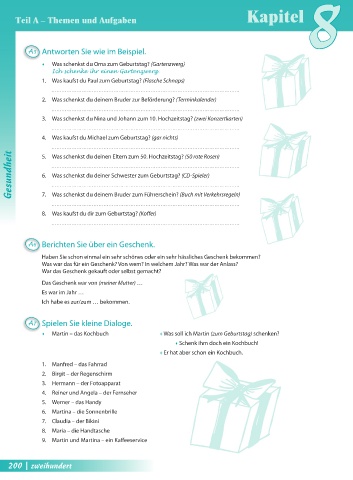 Teil A – Themen und Aufgaben
Kapitel 8
A5 Antworten Sie wie im Beispiel.
• Was schenkst du Oma zum Geburtstag? (Gartenzwerg)
Ich schenke ihr einen Gartenzwerg.
1. Was kaufst du Paul zum Geburtstag? (Flasche Schnaps)
2. Was schenkst du deinem Bruder zur Beförderung? (Terminkalender)
3. Was schenkst du Nina und Johann zum 10. Hochzeitstag? (zwei Konzertkarten)
4. Was kaufst du Michael zum Geburtstag? (gar nichts)
5. Was schenkst du deinen Eltern zum 50. Hochzeitstag? (50 rote Rosen)
6. Was schenkst du deiner Schwester zum Geburtstag? (CD-Spieler)
7. Was schenkst du deinem Bruder zum Führerschein? (Buch mit Verkehrsregeln)
8. Was kaufst du dir zum Geburtstag? (Koffer)
Gesundheit
A6 Berichten Sie über ein Geschenk.
Haben Sie schon einmal ein sehr schönes oder ein sehr hässliches Geschenk bekommen?
Was war das für ein Geschenk? Von wem? In welchem Jahr? Was war der Anlass?
War das Geschenk gekauft oder selbst gemacht?
Das Geschenk war von (meiner Mutter) …
Es war im Jahr …
Ich habe es zur/zum … bekommen.
A7 Spielen Sie kleine Dialoge.
• Martin – das Kochbuch
Was soll ich Martin (zum Geburtstag) schenken?
Schenk ihm doch ein Kochbuch!
Er hat aber schon ein Kochbuch.
1. Manfred – das Fahrrad
2. Birgit – der Regenschirm
3. Hermann – der Fotoapparat
4. Reiner und Angela – der Fernseher
5. Werner – das Handy
6. Martina – die Sonnenbrille
7. Claudia – der Bikini
8. Maria – die Handtasche
9. Martin und Martina – ein Kaffeeservice
200 | zweihundert